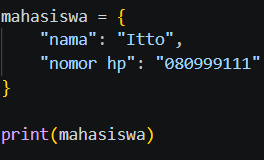 mahasiswa = {
    "nama": "Itto",
    "nomor hp": "080999111"
}
print(mahasiswa)